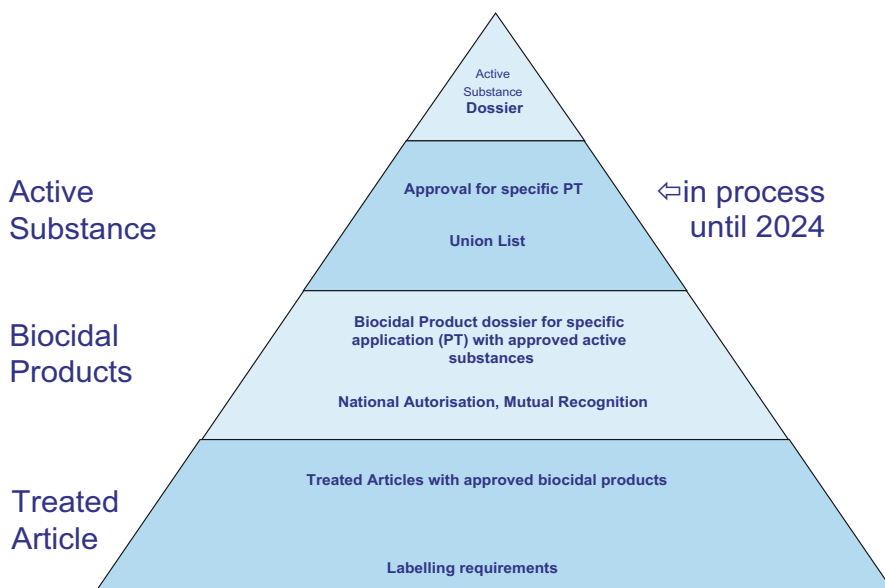 Active
Substance
Dossier
Active
Substance
Approval for specific PT
Union List
⇦in process
until 2024
Biocidal
Products
Biocidal Product dossier for specific
application (PT) with approved active
substances
National Autorisation, Mutual Recognition
Treated
Article
Treated Articles with approved biocidal products
Labelling requirements